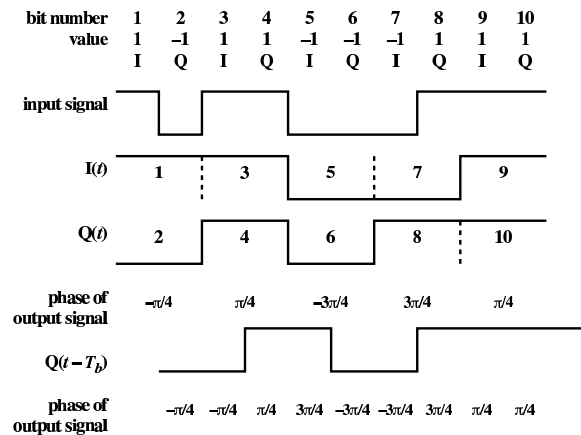 bit number 1 2 3 4 5 6 7 8 9 10
value 1 –1 1 1 –1 –1 –1 1 1 1
I Q I Q I Q I Q I Q
input signal
I(t) 1 3 5 7 9
Q(t) 2 4 6 8 10
phase of
output signal –π/4 π/4 –3π/4 3π/4 π/4
Q(t – Tb)
phase of
output signal –π/4 –π/4 π/4 3π/4 –3π/4 –3π/4 3π/4 π/4 π/4